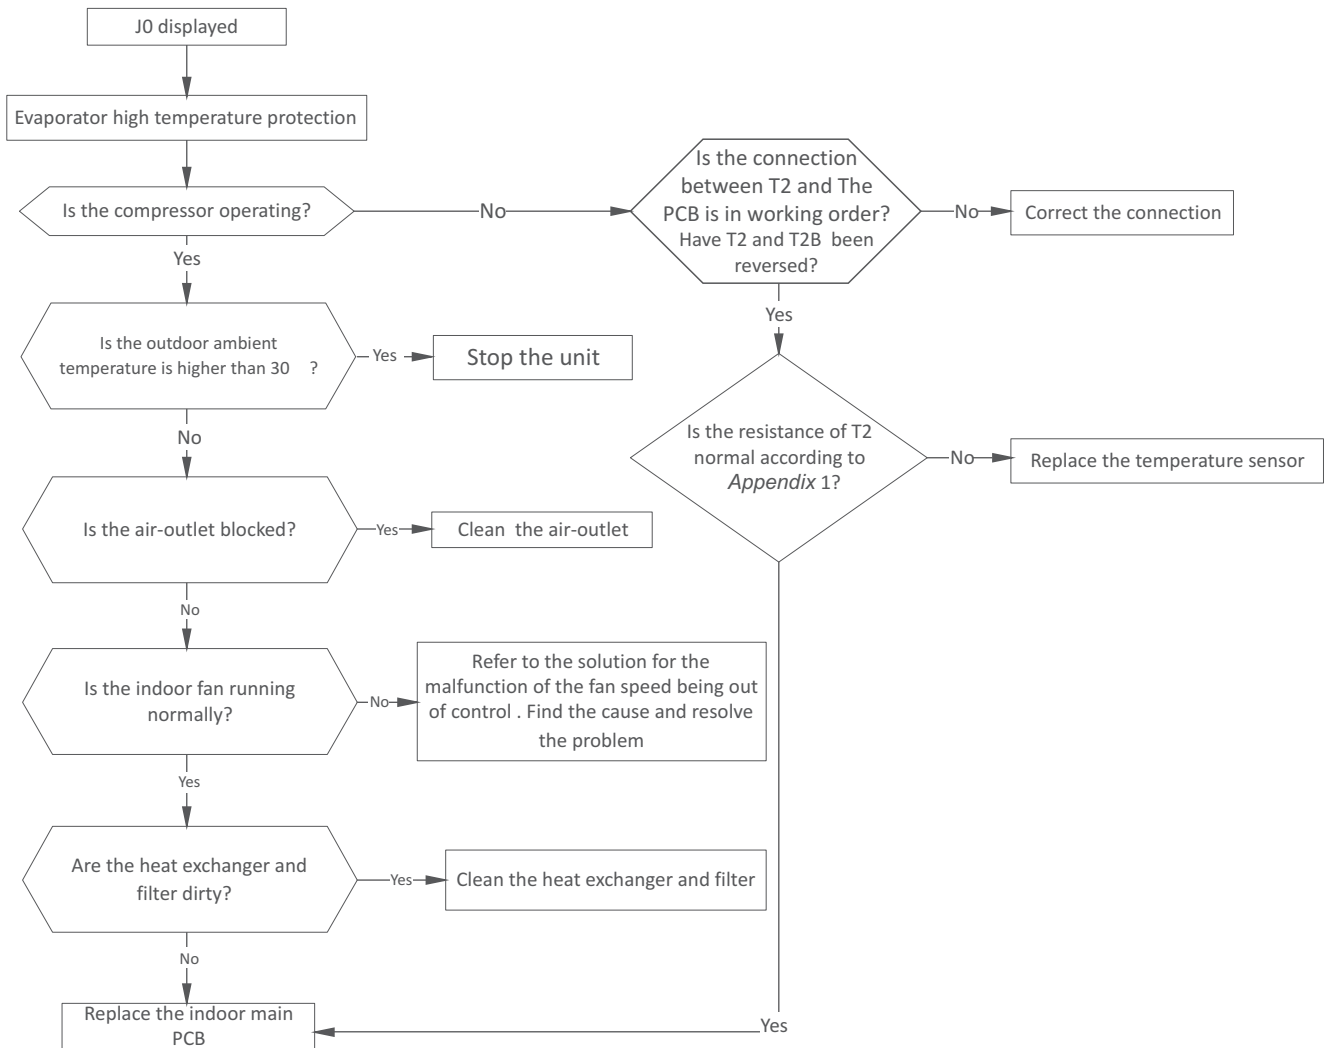 J0 displayed
Evaporator high temperature protection
Is the compressor operating?
No
Is the connection
between T2 and The
PCB is in working order?
Have T2 and T2B been
reversed?
No
Correct the connection
Yes
Yes
Is the outdoor ambient
temperature is higher than 30 ?
Yes
Stop the unit
No
Is the resistance of T2
normal according to
Appendix 1?
No
Replace the temperature sensor
Is the air-outlet blocked?
Yes
Clean the air-outlet
No
Is the indoor fan running
normally?
No
Refer to the solution for the
malfunction of the fan speed being out
of control . Find the cause and resolve
the problem
Yes
Are the heat exchanger and
filter dirty?
Yes
Clean the heat exchanger and filter
No
Replace the indoor main
PCB
Yes